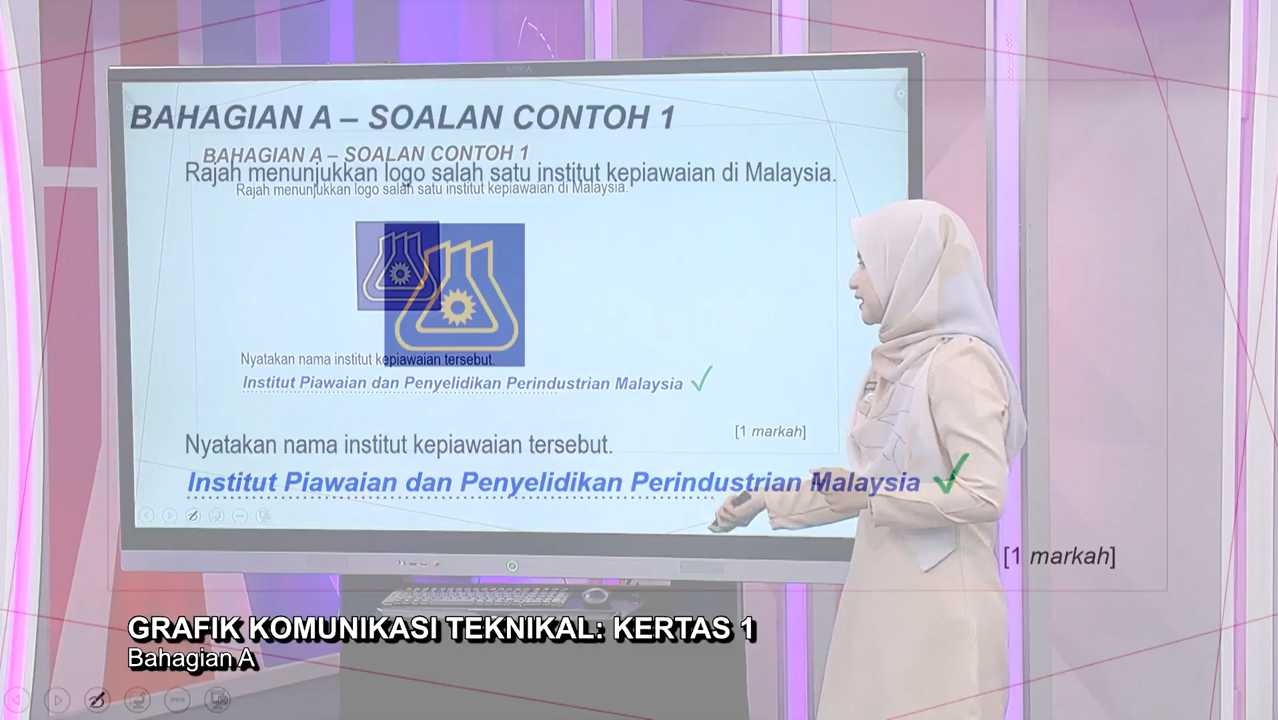 BAHAGIAN A – SOALAN CONTOH 1
BAHAGIAN A – SOALAN CONTOH 1
Rajah menunjukkan logo salah satu institut kepiawaian di Malaysia.
Rajah menunjukkan logo salah satu institut kepiawaian di Malaysia.
Nyatakan nama institut kepiawaian tersebut.
Institut Piawaian dan Penyelidikan Perindustrian Malaysia
[1 markah]
Nyatakan nama institut kepiawaian tersebut.
Institut Piawaian dan Penyelidikan Perindustrian Malaysia
[1 markah]
GRAFIK KOMUNIKASI TEKNIKAL: KERTAS 1
Bahagian A